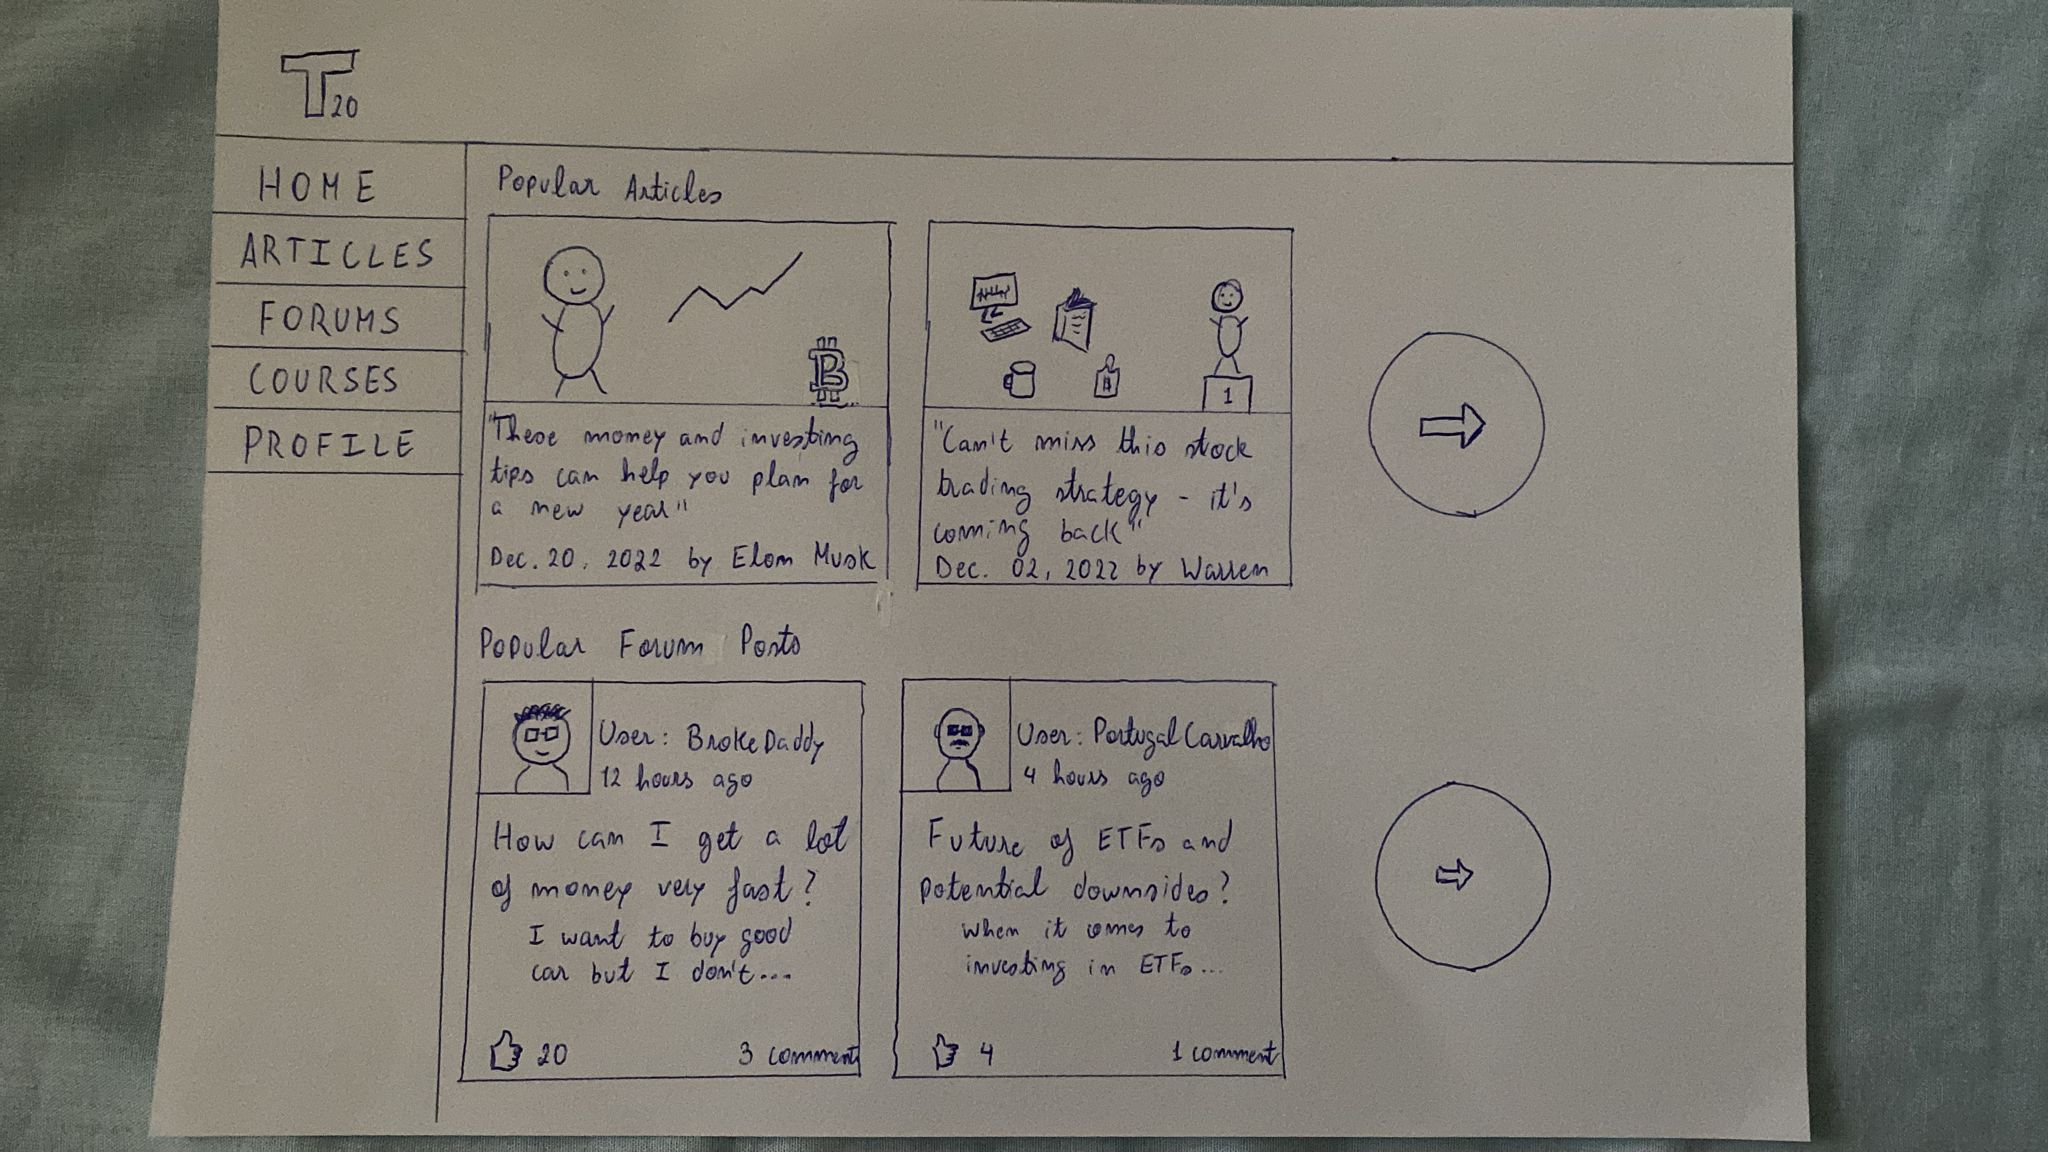 T20
HOME
ARTICLES
FORUMS
COURSES
PROFILE
Popular Articles
B
"These money and investing
tips can help you plan for
a new year"
Dec. 20, 2022 by Elon Musk
B
1
"Can't miss this stock
trading strategy - it's
coming back"
Dec. 02, 2022 by Warren
Popular Forum Posts
User: BrokeDaddy
12 hours ago
How can I get a lot
of money very fast?
I want to buy good
car but I don't...
20 3 comment
User: PortugalCarvalho
4 hours ago
Future of ETFs and
potential downsides?
When it comes to
investing in ETFs...
4 1 comment